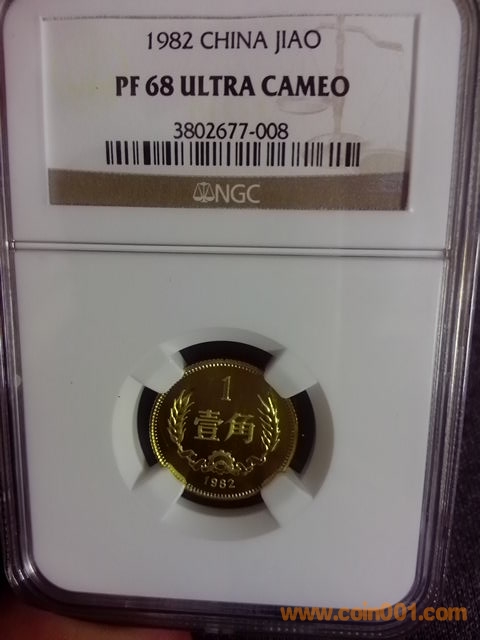 1982 CHINA JIAO
PF 68 ULTRA CAMEO
3802677-008
NGC
1
壹角
1982
www.coin001.com